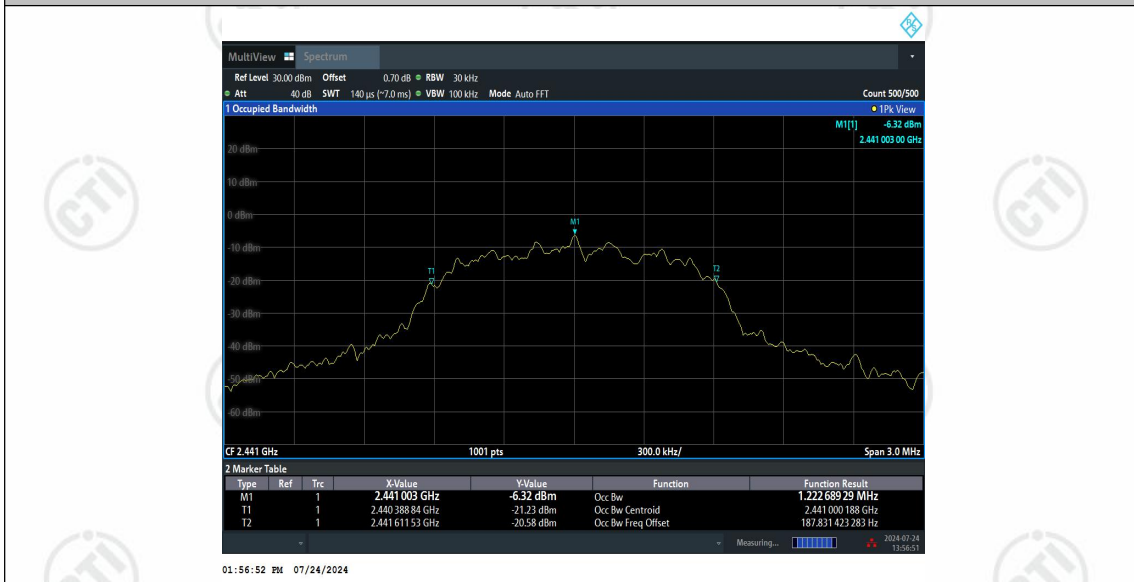 MultiView Spectrum
Ref Level 30.00 dBm Offset 0.70 dB RBW 30 kHz
Att 40 dB SWT 140 µs (~7.0 ms) VBW 100 kHz Mode Auto FFT Count 500/500
1 Occupied Bandwidth 1Pk View
M1[1] -6.32 dBm
2.441 003 00 GHz
20 dBm
10 dBm
0 dBm
M1
-10 dBm
T1
T2
-20 dBm
-30 dBm
-40 dBm
-50 dBm
-60 dBm
CF 2.441 GHz 1001 pts 300.0 kHz/ Span 3.0 MHz
2 Marker Table
Type Ref Trc X-Value Y-Value Function Function Result
M1 1 2.441 003 GHz -6.32 dBm Occ Bw 1.222 689 29 MHz
T1 1 2.440 388 84 GHz -21.23 dBm Occ Bw Centroid 2.441 000 188 GHz
T2 1 2.441 611 53 GHz -20.58 dBm Occ Bw Freq Offset 187.831 423 283 Hz
Measuring... 2024-07-24
13:56:51
01:56:52 PM 07/24/2024
CTI
CTI